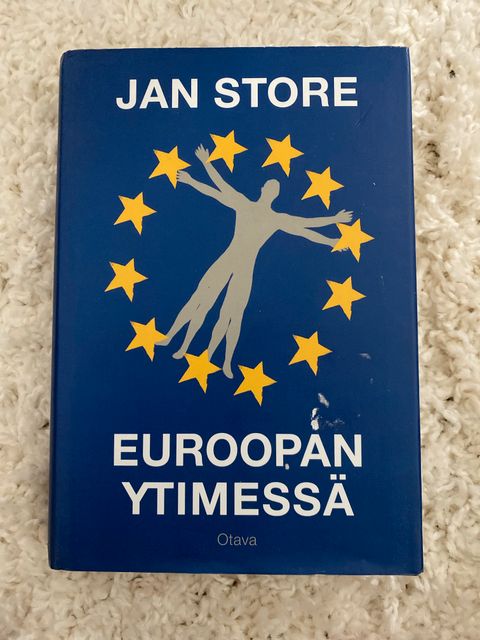 JAN STORE
EUROOPAN
YTIMESSÄ
Otava